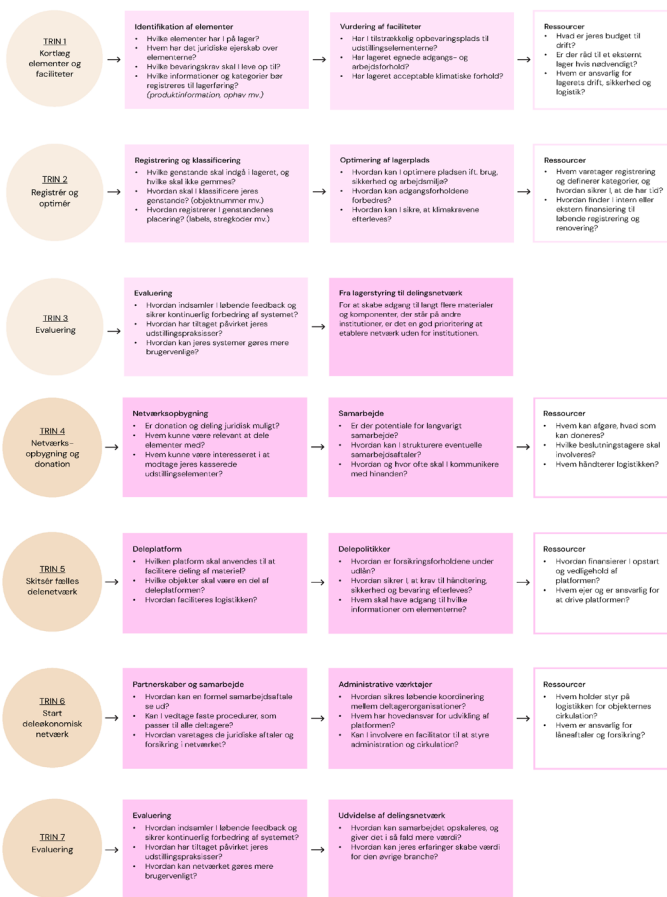 TRIN 1
Kortlæg
elementer og
faciliteter
Identifikation af elementer
• Hvilke elementer har I på lager?
• Hvem har det juridiske ejerskab over
elementerne?
• Hvilke bevaringskrav skal I leve op til?
• Hvilke informationer og kategorier bør
registreres til lagerføring?
(produktinformation, ophav mv.)
Vurdering af faciliteter
• Har I tilstrækkelig opbevaringsplads til
udstillingselementerne?
• Har lageret egnede adgangs- og
arbejdsforhold?
• Har lageret acceptable klimatiske forhold?
Ressourcer
• Hvad er jeres budget til
drift?
• Er der råd til et eksternt
lager hvis nødvendigt?
• Hvem er ansvarlig for
lagerets drift, sikkerhed og
logistik?
TRIN 2
Registrér og
optimér
Registrering og klassificering
• Hvilke genstande skal indgå i lageret, og
hvilke skal ikke gemmes?
• Hvordan skal I klassificere jeres
genstande? (objektnummer mv.)
• Hvordan registrerer I genstandenes
placering? (labels, stregkoder mv.)
Optimering af lagerplads
• Hvordan kan I optimere pladsen ift. brug,
sikkerhed og arbejdsmiljø?
• Hvordan kan adgangsforholdene
forbedres?
• Hvordan kan I sikre, at klimakravene
efterleves?
Ressourcer
• Hvem varetager registrering
og definerer kategorier, og
hvordan sikrer I, at de har tid?
• Hvordan finder I intern eller
ekstern finansiering til
løbende registrering og
renovering?
TRIN 3
Evaluering
Evaluering
• Hvordan indsamler I løbende feedback og
sikrer kontinuerlig forbedring af systemet?
• Hvordan har tiltaget påvirket jeres
udstillingspraksisser?
• Hvordan kan jeres systemer gøres mere
brugervenlige?
Fra lagerstyring til delingsnetværk
For at skabe adgang til langt flere materialer
og komponenter, der står på andre
institutioner, er det en god prioritering at
etablere netværk uden for institutionen.
TRIN 4
Netværks-
opbygning og
donation
Netværksopbygning
• Er donation og deling juridisk muligt?
• Hvem kunne være relevant at dele
elementer med?
• Hvem kunne være interesseret i at
modtage jeres kasserede
udstillingselementer?
Samarbejde
• Er der potentiale for langvarigt
samarbejde?
• Hvordan kan I strukturere eventuelle
samarbejdsaftaler?
• Hvordan og hvor ofte skal I kommunikere
med hinanden?
Ressourcer
• Hvem kan afgøre, hvad som
kan doneres?
• Hvilke beslutningstagere skal
involveres?
• Hvem håndterer logistikken?
TRIN 5
Skitsér fælles
delenetværk
Deleplatform
• Hvilken platform skal anvendes til at
facilitere deling af materiel?
• Hvilke objekter skal være en del af
deleplatformen?
• Hvordan faciliteres logistikken?
Delepolitikker
• Hvordan er forsikringsforholdene under
udlån?
• Hvordan sikrer I, at krav til håndtering,
sikkerhed og bevaring efterleves?
• Hvem skal have adgang til hvilke
informationer om elementerne?
Ressourcer
• Hvordan finansierer I opstart
og vedligehold af
platformen?
• Hvem ejer og er ansvarlig for
at drive platformen?
TRIN 6
Start
deleøkonomisk
netværk
Partnerskaber og samarbejde
• Hvordan kan en formel samarbejdsaftale
se ud?
• Kan I vedtage faste procedurer, som
passer til alle deltagere?
• Hvordan varetages de juridiske aftaler og
forsikring i netværket?
Administrative værktøjer
• Hvordan sikres løbende koordinering
mellem deltagerorganisationer?
• Hvem har hovedansvar for udvikling af
platformen?
• Kan I involvere en facilitator til at styre
administration og cirkulation?
Ressourcer
• Hvem holder styr på
logistikken for objekternes
cirkulation?
• Hvem er ansvarlig for
låneaftaler og forsikring?
TRIN 7
Evaluering
Evaluering
• Hvordan indsamler I løbende feedback og
sikrer kontinuerlig forbedring af systemet?
• Hvordan har tiltaget påvirket jeres
udstillingspraksisser?
• Hvordan kan netværket gøres mere
brugervenligt?
Udvidelse af delingsnetværk
• Hvordan kan samarbejdet opskaleres, og
giver det i så fald mere værdi?
• Hvordan kan jeres erfaringer skabe værdi
for den øvrige branche?